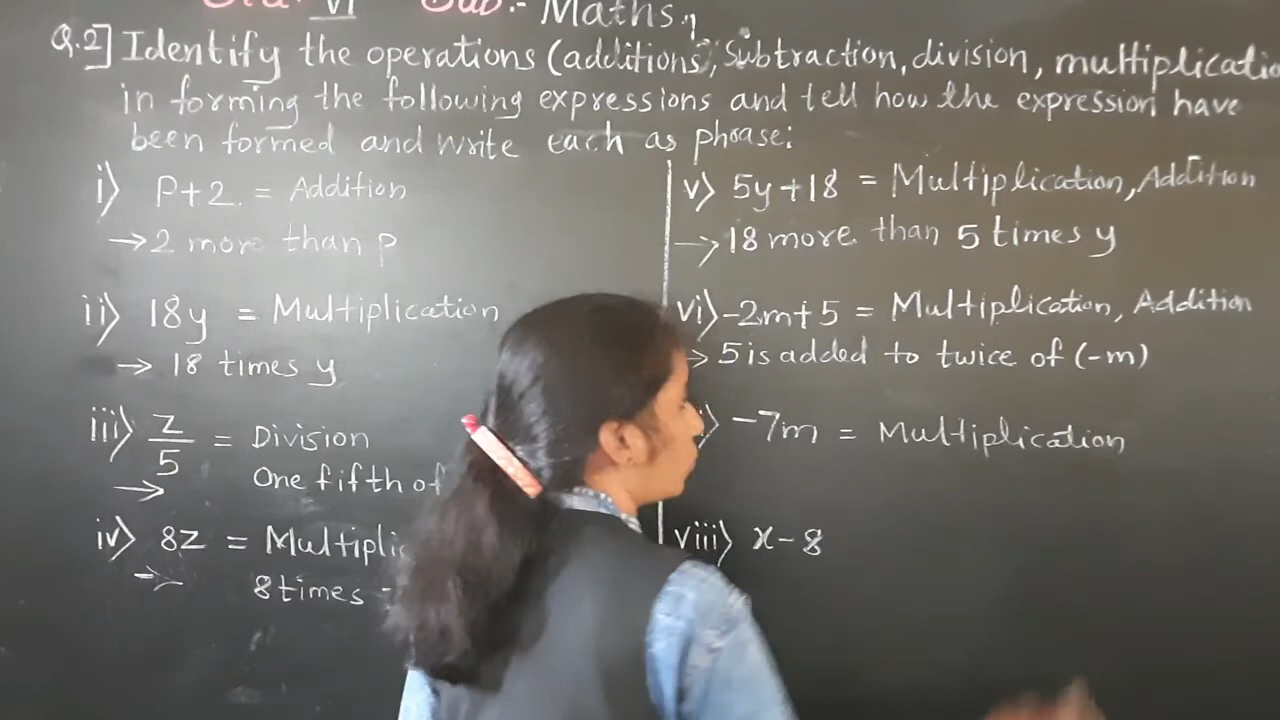 Std:- VI Sub:- Maths.
Q.2] Identify the operations (additions, subtraction, division,
in forming the following expressions and tell how the expression have
been formed and write each as phrase:
i) P+2. = Addition
→ 2 more than p
ii) 18y = Multiplication
→ 18 times y
iii) z/5 = Division
→ One fifth of
iv) 8z =
→ 8 times
v) 5y+18 = Multiplication, Addition
→ 18 more than 5 times y
vi) -2m+5 = Multiplication, Addition
→ 5 is added to twice of (-m)
-7m = Multiplication
viii) x-8